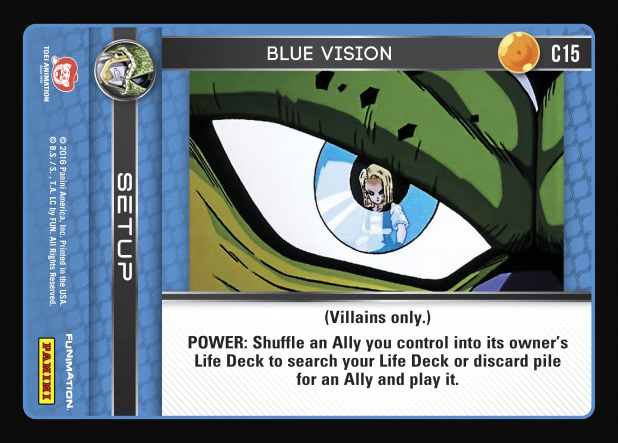 BLUE VISION
C15
SETUP
(Villains only.)
POWER: Shuffle an Ally you control into its owner's
Life Deck to search your Life Deck or discard pile
for an Ally and play it.
TOEI ANIMATION
© 2016 Panini America, Inc. Printed in the USA.
© B.S./ S., T.A. LC by FUN. All Rights Reserved.
FUNIMATION
PANINI